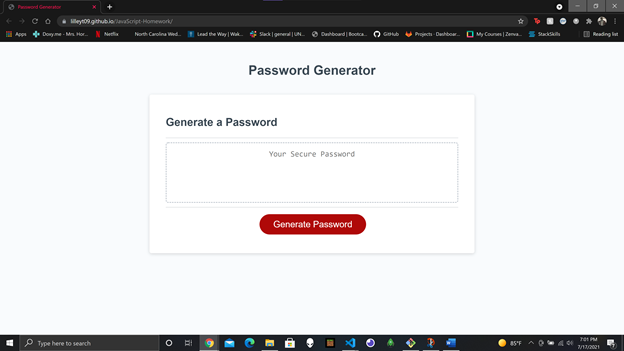 Password Generator
lilleyt09.github.io/JavaScript-Homework/
Apps Doxy.me - Mrs. Hor... Netflix North Carolina Wed... Lead the Way | Wak... Slack | general | UN... Dashboard | Bootca... GitHub Projects · Dashboar... My Courses | Zenva... StackSkills Reading list
Password Generator
Generate a Password
Your Secure Password
Generate Password
Type here to search
85°F
7:01 PM
7/17/2021